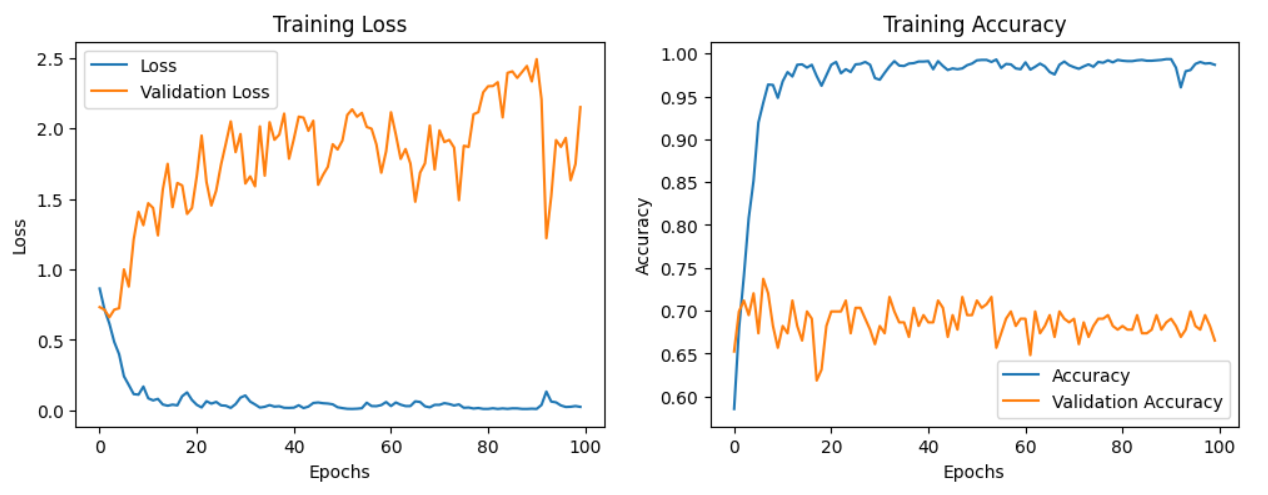 Training Loss
Loss
Validation Loss
2.5
2.0
1.5
1.0
0.5
0.0
Loss
0 20 40 60 80 100
Epochs
Training Accuracy
1.00
0.95
0.90
0.85
0.80
0.75
0.70
0.65
0.60
Accuracy
Accuracy
Validation Accuracy
0 20 40 60 80 100
Epochs